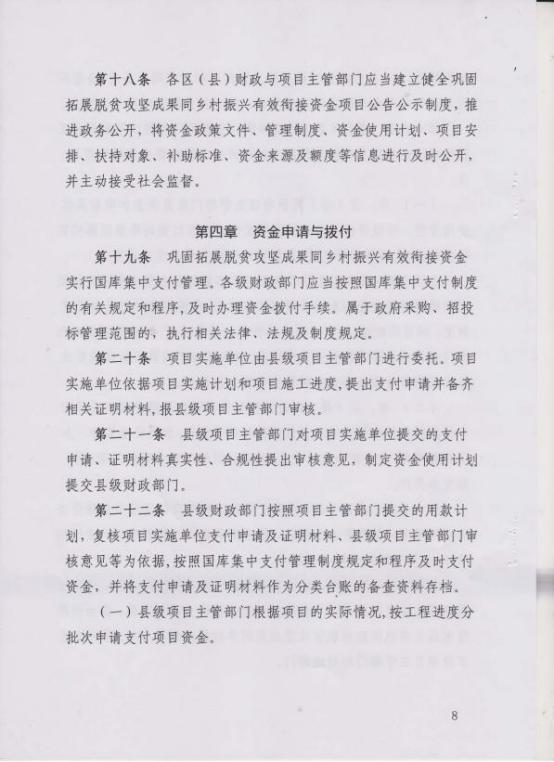 第十八条 各区（县）财政与项目主管部门应当建立健全巩固
拓展脱贫攻坚成果同乡村振兴有效衔接资金项目公告公示制度，推
进政务公开，将资金政策文件、管理制度、资金使用计划、项目安
排、扶持对象、补助标准、资金来源及额度等信息进行及时公开，
并主动接受社会监督。
第四章 资金申请与拨付
第十九条 巩固拓展脱贫攻坚成果同乡村振兴有效衔接资金
实行国库集中支付管理。各级财政部门应当按照国库集中支付制度
的有关规定和程序,及时办理资金拨付手续。属于政府采购、招投
标管理范围的，执行相关法律、法规及制度规定。
第二十条 项目实施单位由县级项目主管部门进行委托。项目
实施单位依据项目实施计划和项目施工进度,提出支付申请并备齐
相关证明材料,报县级项目主管部门审核。
第二十一条 县级项目主管部门对项目实施单位提交的支付
申请、证明材料真实性、合规性提出审核意见，制定资金使用计划
提交县级财政部门。
第二十二条 县级财政部门按照项目主管部门提交的用款计
划，复核项目实施单位支付申请及证明材料、县级项目主管部门审
核意见等为依据,按照国库集中支付管理制度规定和程序及时支付
资金，并将支付申请及证明材料作为分类台账的备查资料存档。
（一）县级项目主管部门根据项目的实际情况,按工程进度分
批次申请支付项目资金。
8